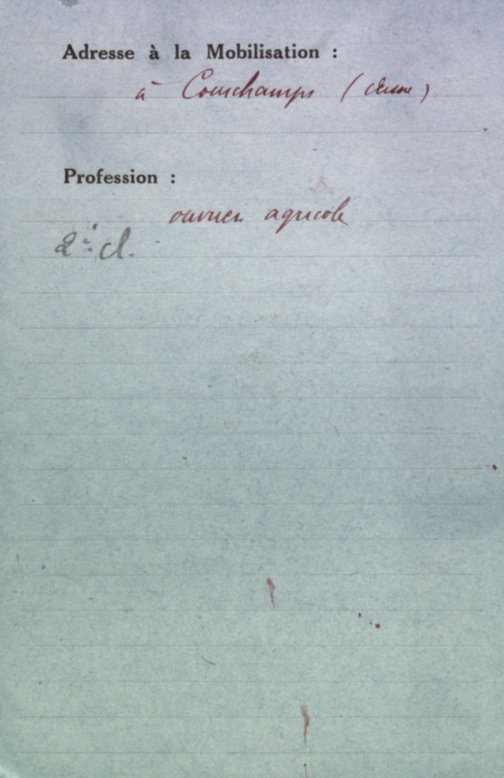 Adresse à la Mobilisation :
à Courchamps (Aisne)
Profession :
ouvrier agricole
2e cl.